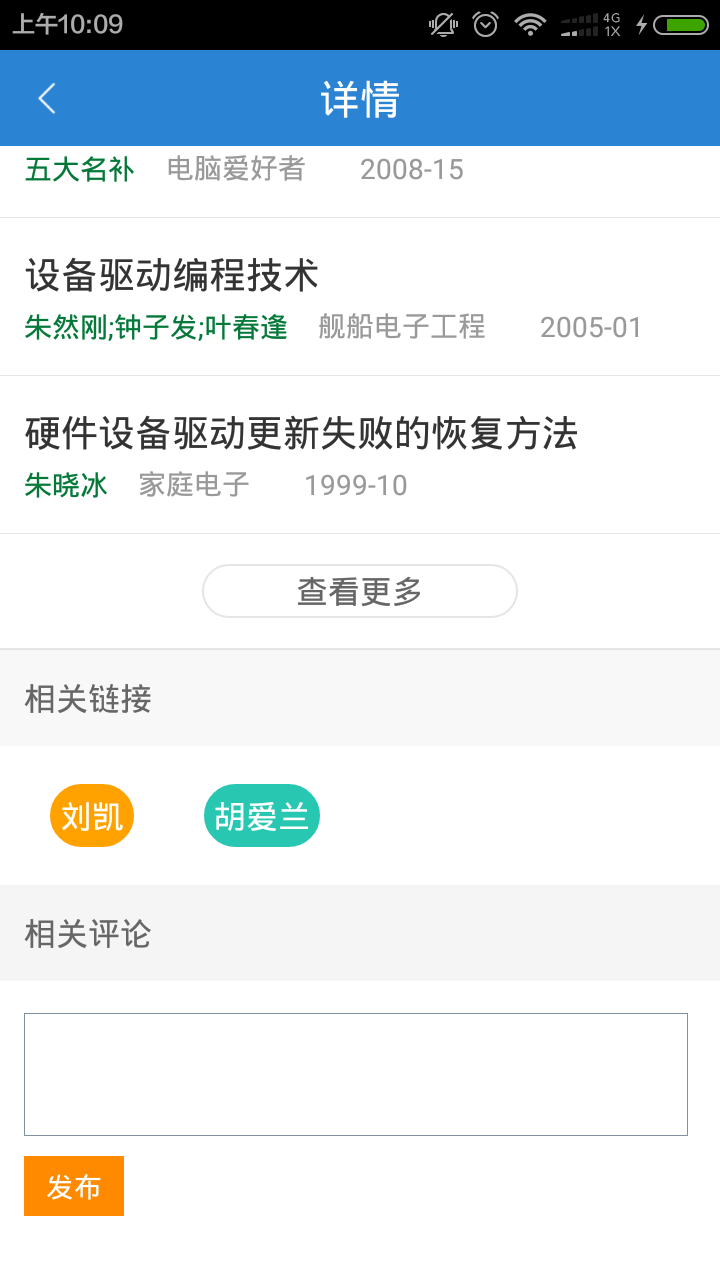 上午10:09 4G 1X
详情
五大名补 电脑爱好者 2008-15
设备驱动编程技术
朱然刚;钟子发;叶春逢 舰船电子工程 2005-01
硬件设备驱动更新失败的恢复方法
朱晓冰 家庭电子 1999-10
查看更多
相关链接
刘凯 胡爱兰
相关评论
发布